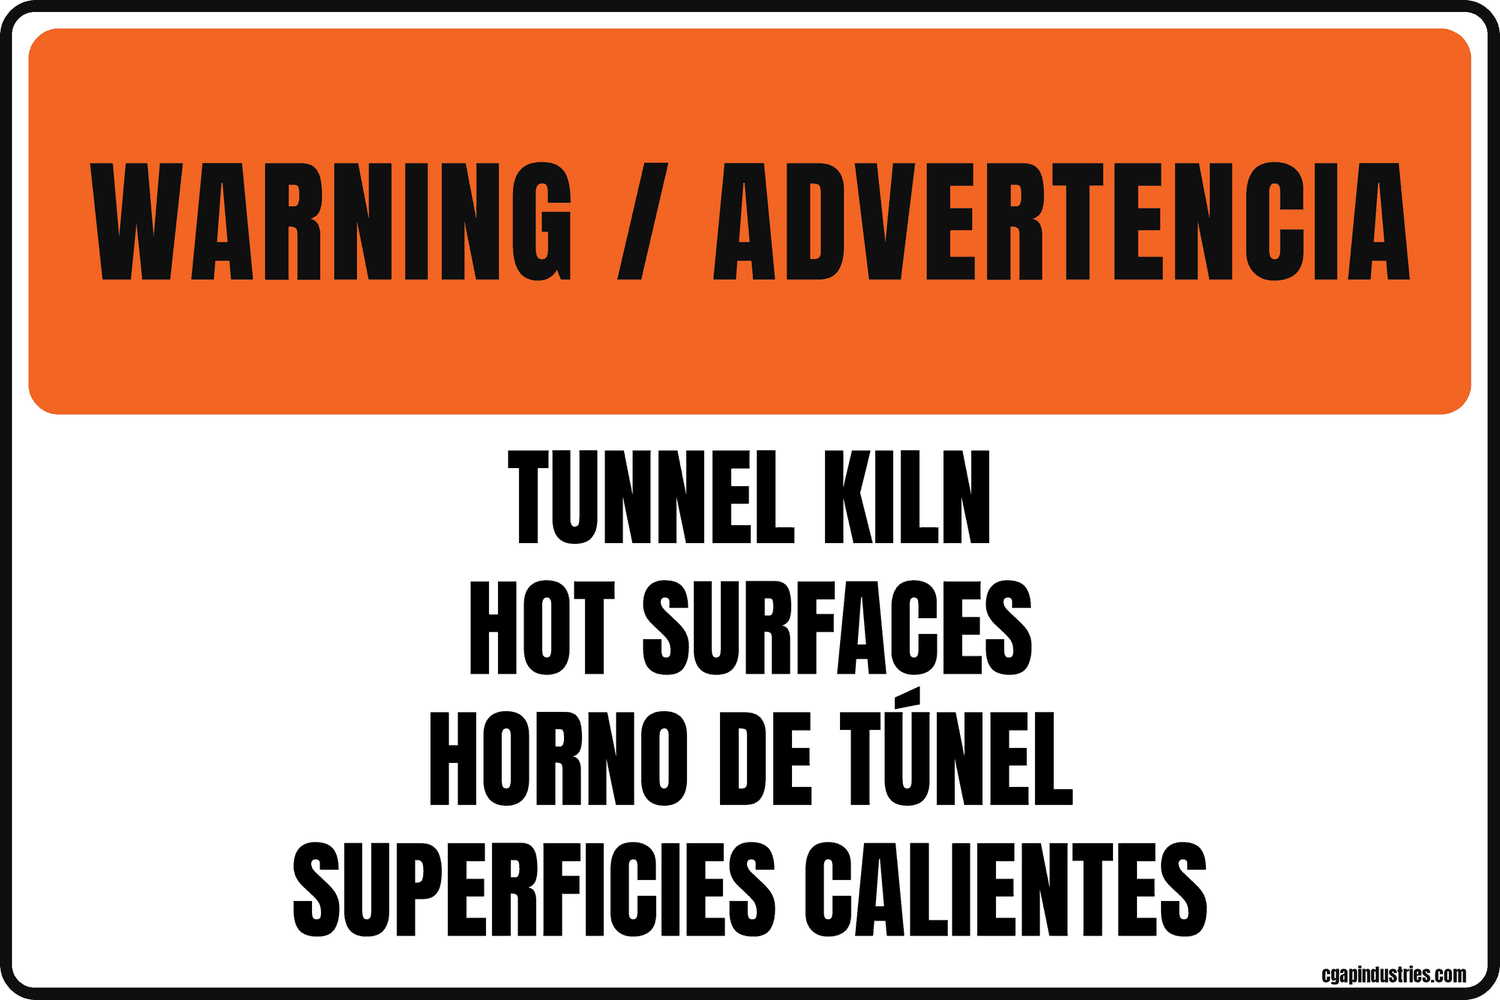 WARNING / ADVERTENCIA
TUNNEL KILN
HOT SURFACES
HORNO DE TÚNEL
SUPERFICIES CALIENTES
cgapindustries.com